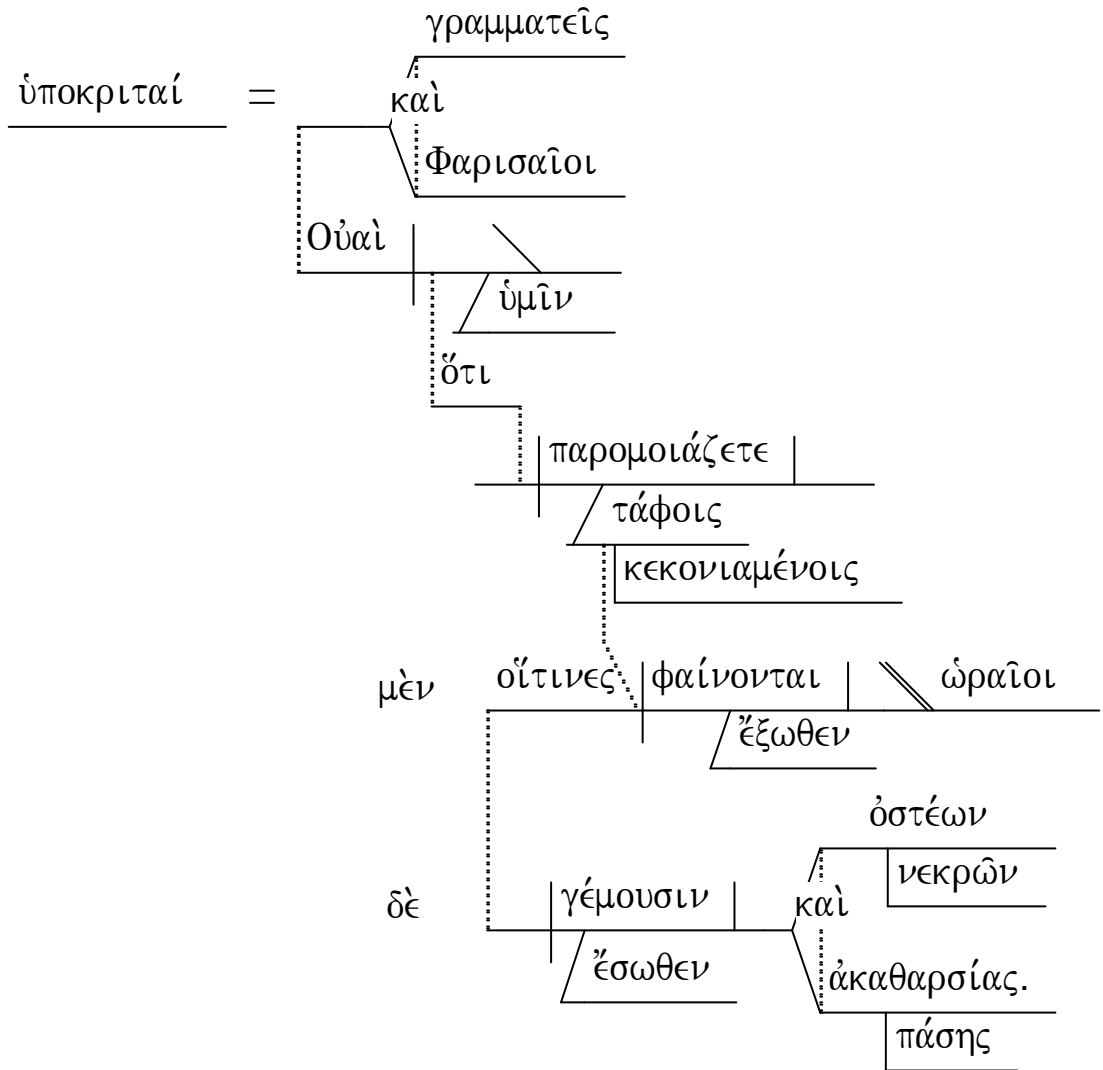 γραμματεῖς
ὑποκριταί =
καὶ
Φαρισαῖοι
Οὐαὶ
ὑμῖν
ὅτι
παρομοιάζετε
τάφοις
κεκονιαμένοις
μὲν οἵτινες φαίνονται ὡραῖοι
ἔξωθεν
ὀστέων
νεκρῶν
δὲ γέμουσιν καὶ
ἔσωθεν
ἀκαθαρσίας.
πάσης